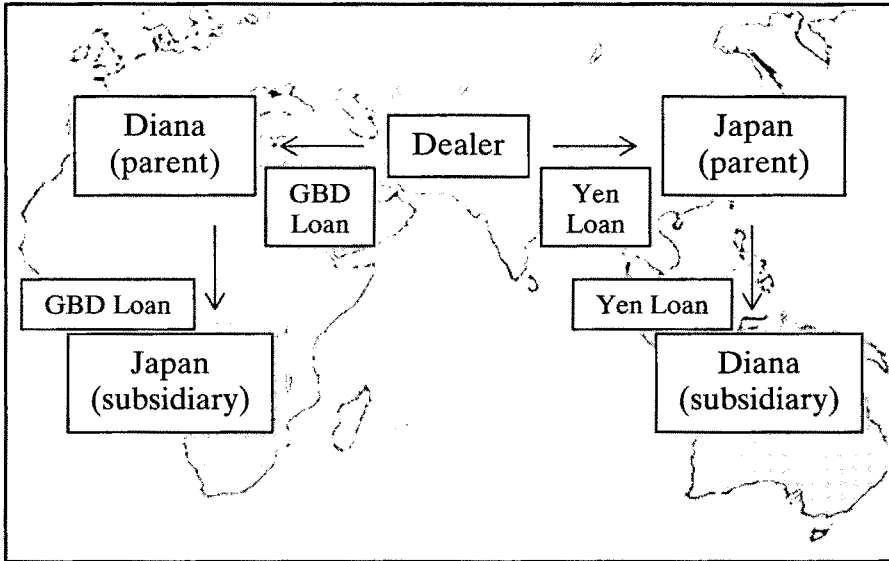 Diana
(parent)
Dealer
Japan
(parent)
GBD
Loan
Yen
Loan
GBD Loan
Yen Loan
Japan
(subsidiary)
Diana
(subsidiary)